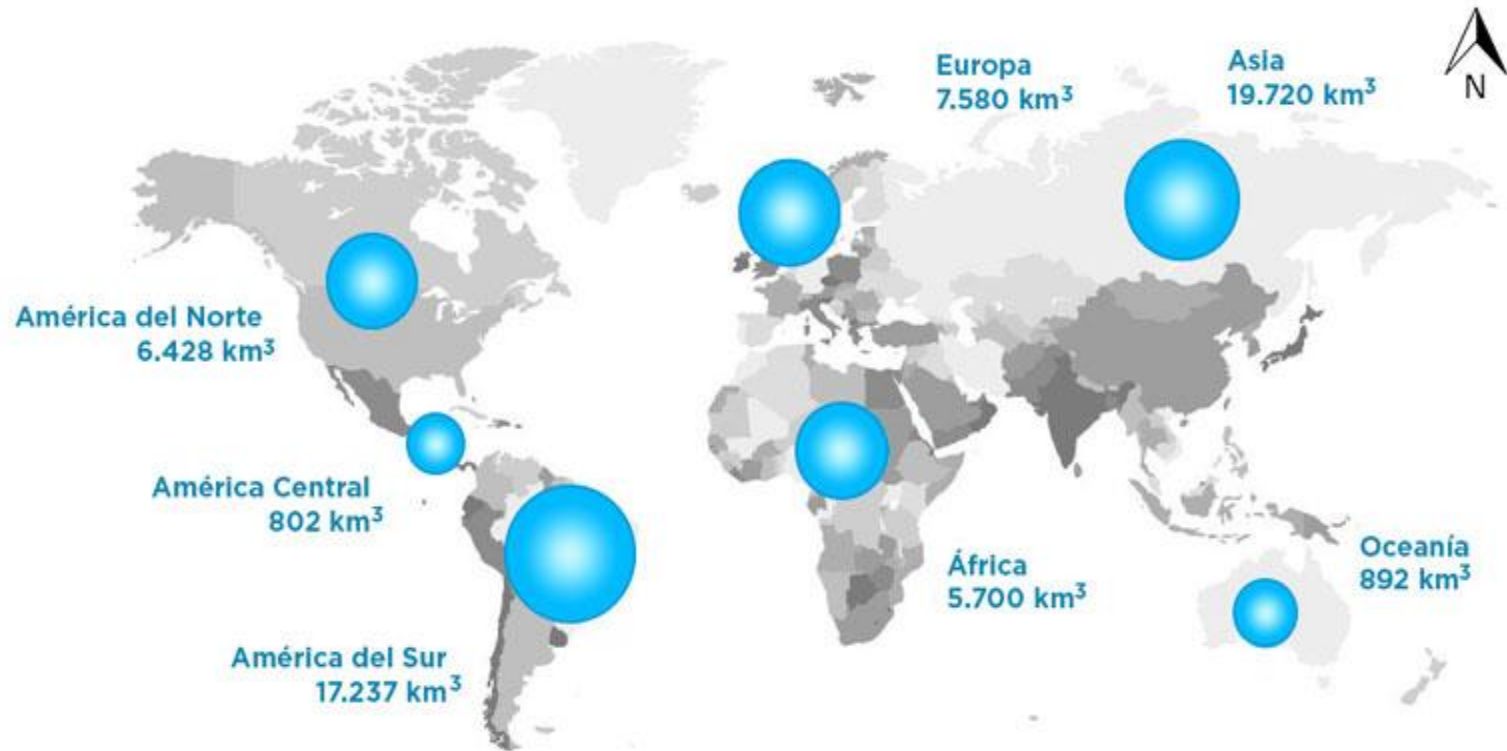 Europa
7.580 km³
Asia
19.720 km³
N
América del Norte
6.428 km³
América Central
802 km³
América del Sur
17.237 km³
África
5.700 km³
Oceanía
892 km³